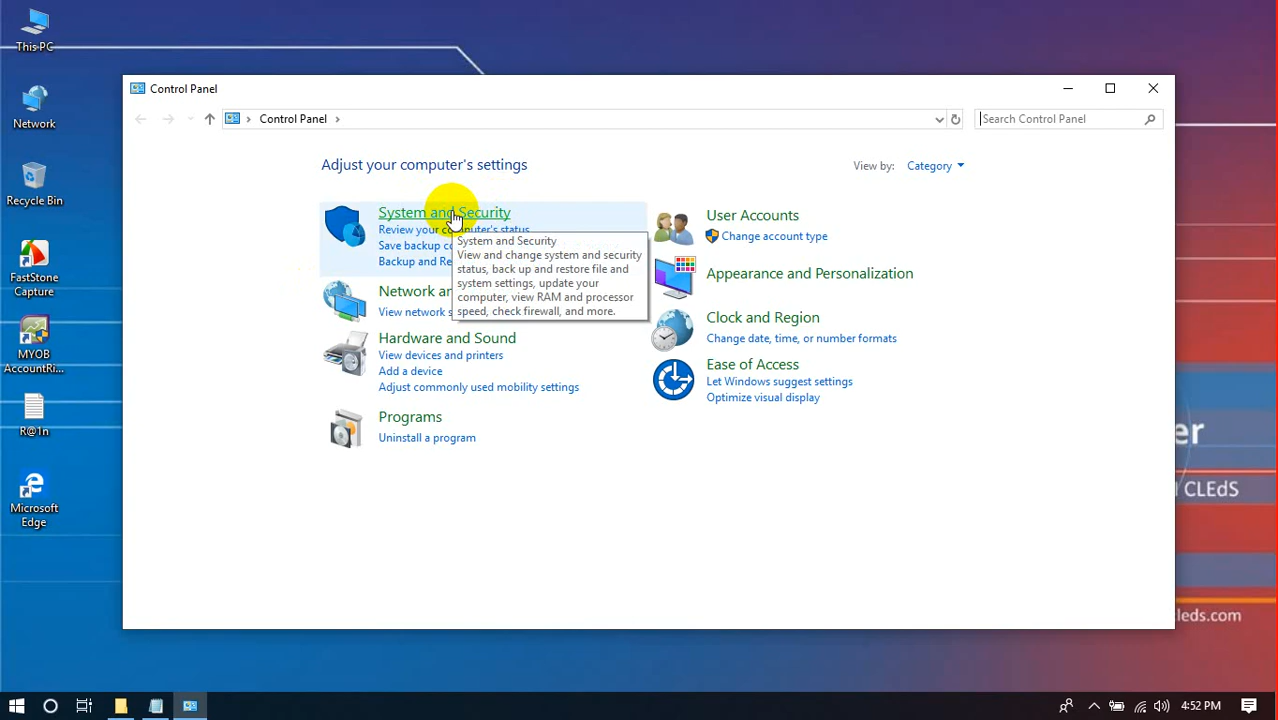 This PC
Network
Recycle Bin
FastStone
Capture
MYOB
AccountRi...
R@1n
Microsoft
Edge
Control Panel
Control Panel
Search Control Panel
Adjust your computer's settings
View by: Category
System and Security
Review your computer's status
Save backup co
Backup and Re
System and Security
View and change system and security
status, back up and restore file and
system settings, update your
computer, view RAM and processor
speed, check firewall, and more.
Network an
View network s
Hardware and Sound
View devices and printers
Add a device
Adjust commonly used mobility settings
Programs
Uninstall a program
User Accounts
Change account type
Appearance and Personalization
Clock and Region
Change date, time, or number formats
Ease of Access
Let Windows suggest settings
Optimize visual display
er
CLEdS
cleds.com
4:52 PM